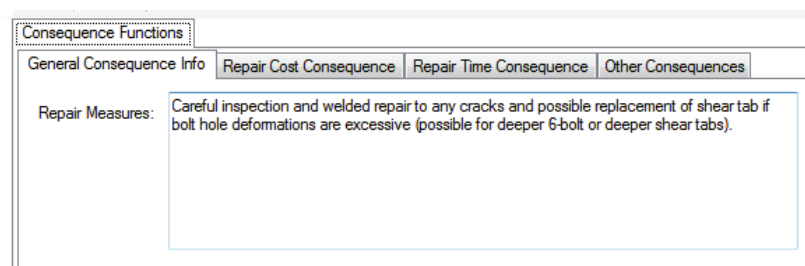 Consequence Functions
General Consequence Info Repair Cost Consequence Repair Time Consequence Other Consequences
Repair Measures: Careful inspection and welded repair to any cracks and possible replacement of shear tab if
bolt hole deformations are excessive (possible for deeper 6-bolt or deeper shear tabs).